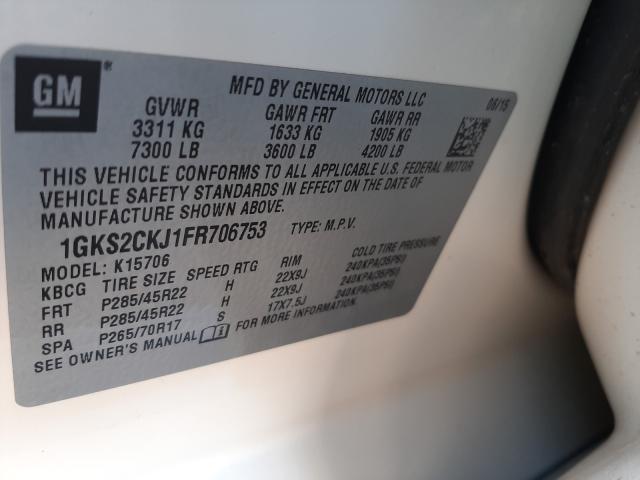 GM®
MFD BY GENERAL MOTORS LLC 06/15
GVWR GAWR FRT GAWR RR
3311 KG 1633 KG 1905 KG
7300 LB 3600 LB 4200 LB
THIS VEHICLE CONFORMS TO ALL APPLICABLE U.S. FEDERAL MOTOR
VEHICLE SAFETY STANDARDS IN EFFECT ON THE DATE OF
MANUFACTURE SHOWN ABOVE.
1GKS2CKJ1FR706753 TYPE: M.P.V.
MODEL: K15706
KBCG TIRE SIZE SPEED RTG RIM COLD TIRE PRESSURE
FRT P285/45R22 H 22X9J 240KPA(35PSI)
RR P285/45R22 H 22X9J 240KPA(35PSI)
SPA P265/70R17 S 17X7.5J 240KPA(35PSI)
SEE OWNER'S MANUAL FOR MORE INFORMATION.